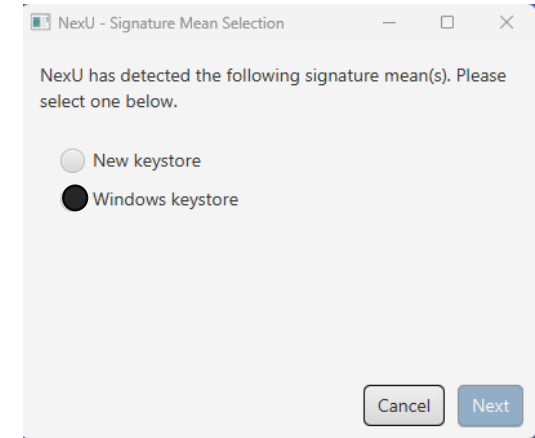 NexU - Signature Mean Selection
NexU has detected the following signature mean(s). Please
select one below.
New keystore
Windows keystore
Cancel
Next